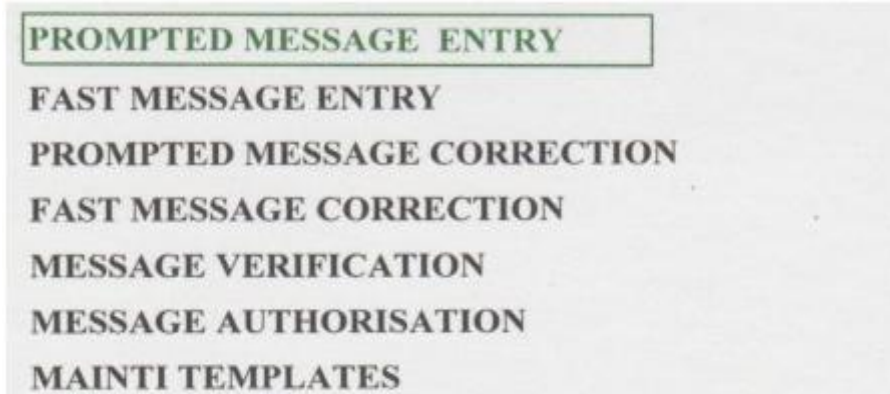 PROMPTED MESSAGE ENTRY
FAST MESSAGE ENTRY
PROMPTED MESSAGE CORRECTION
FAST MESSAGE CORRECTION
MESSAGE VERIFICATION
MESSAGE AUTHORISATION
MAINTI TEMPLATES